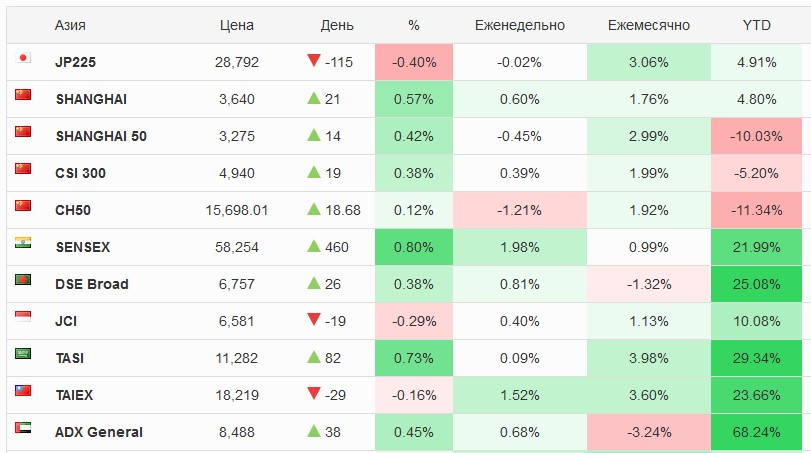 Азия Цена День % Еженедельно Ежемесячно YTD
JP225 28,792 -115 -0.40% -0.02% 3.06% 4.91%
SHANGHAI 3,640 21 0.57% 0.60% 1.76% 4.80%
SHANGHAI 50 3,275 14 0.42% -0.45% 2.99% -10.03%
CSI 300 4,940 19 0.38% 0.39% 1.99% -5.20%
CH50 15,698.01 18.68 0.12% -1.21% 1.92% -11.34%
SENSEX 58,254 460 0.80% 1.98% 0.99% 21.99%
DSE Broad 6,757 26 0.38% 0.81% -1.32% 25.08%
JCI 6,581 -19 -0.29% 0.40% 1.13% 10.08%
TASI 11,282 82 0.73% 0.09% 3.98% 29.34%
TAIEX 18,219 -29 -0.16% 1.52% 3.60% 23.66%
ADX General 8,488 38 0.45% 0.68% -3.24% 68.24%